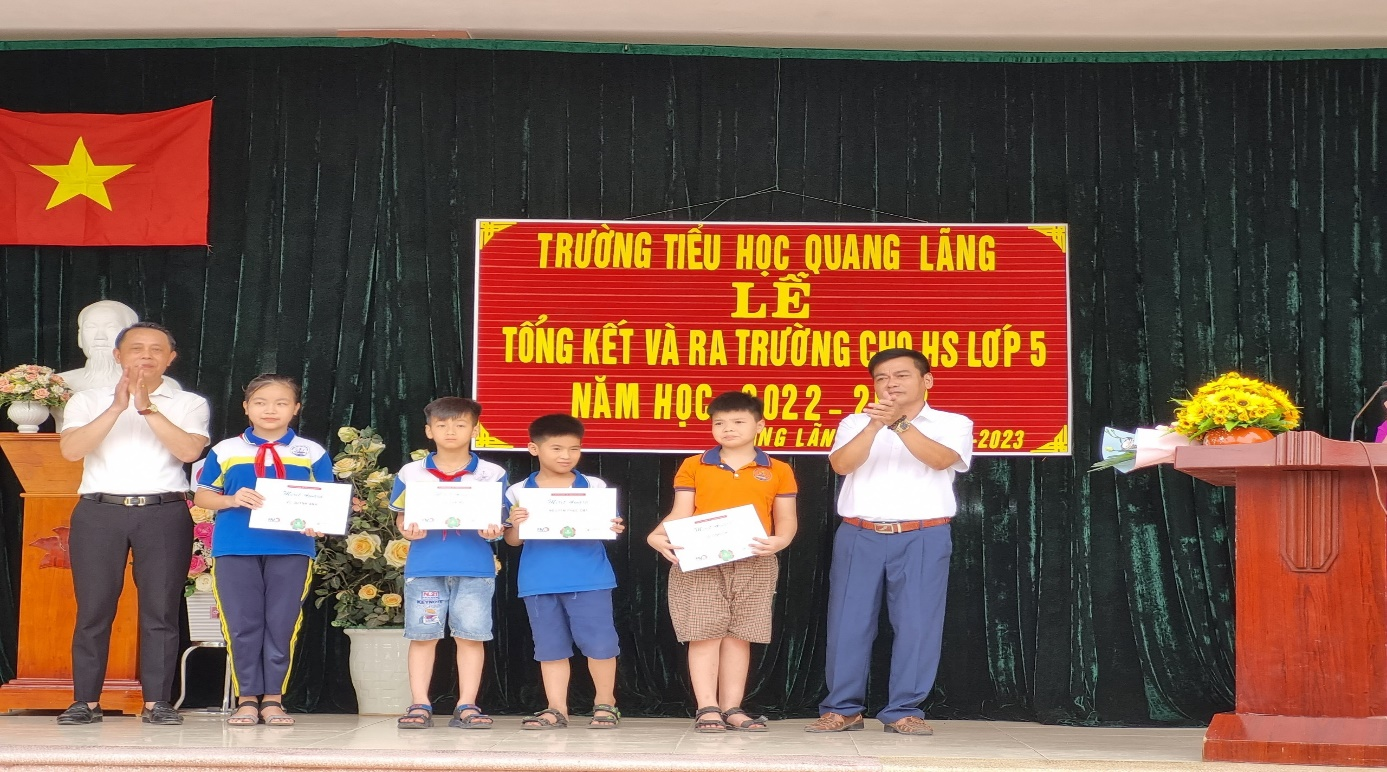 TRƯỜNG TIỂU HỌC QUANG LÃNG
LỄ
TỔNG KẾT VÀ RA TRƯỜNG CHO HS LỚP 5
NĂM HỌC 2022 -
LÃN -2023